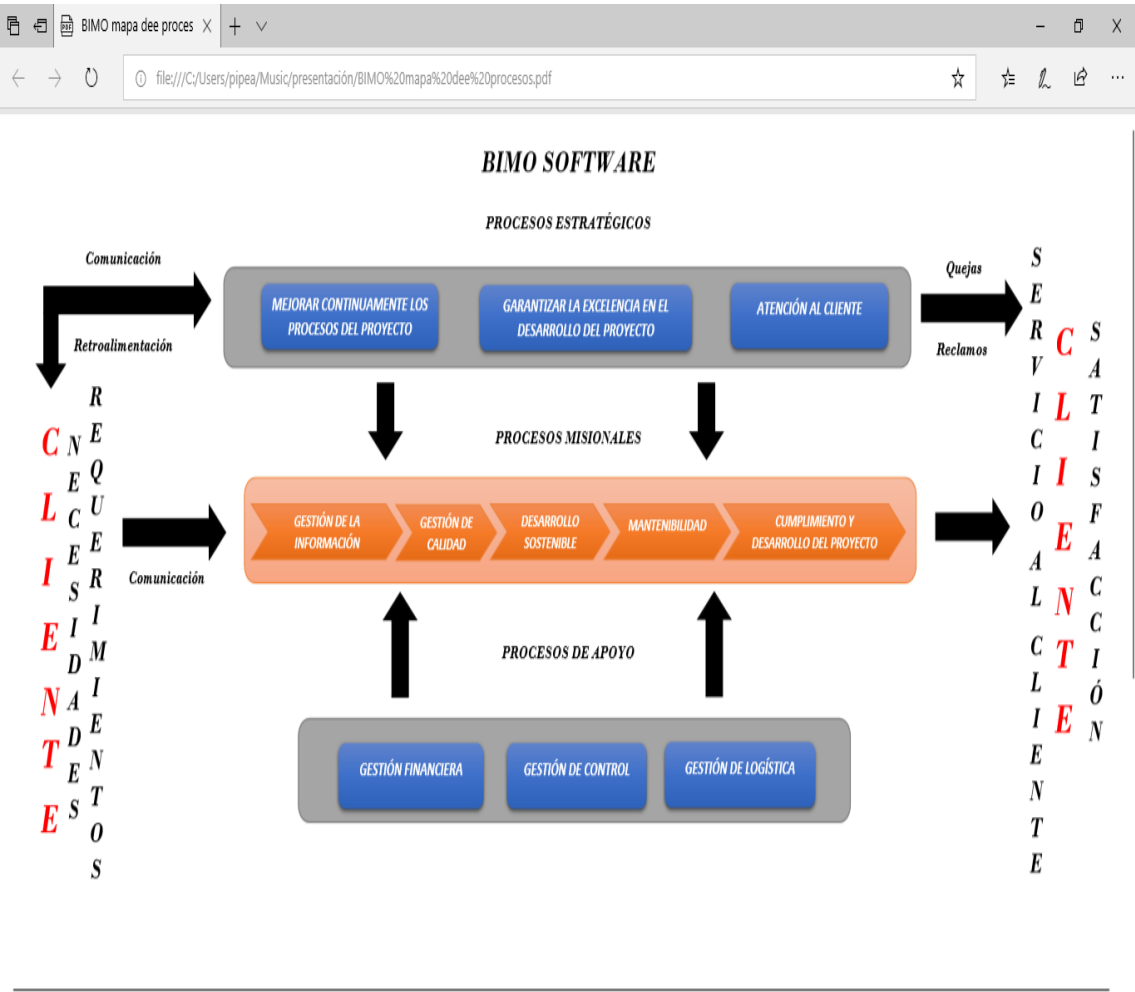 BIMO mapa dee proces
file:///C:/Users/pipea/Music/presentación/BIMO%20mapa%20dee%20procesos.pdf
BIMO SOFTWARE
PROCESOS ESTRATÉGICOS
Comunicación
Retroalimentación
MEJORAR CONTINUAMENTE LOS
PROCESOS DEL PROYECTO
GARANTIZAR LA EXCELENCIA EN EL
DESARROLLO DEL PROYECTO
ATENCIÓN AL CLIENTE
Quejas
Reclamos
CLIENTE
NECESIDADES
REQUERIMIENTOS
Comunicación
PROCESOS MISIONALES
GESTIÓN DE LA
INFORMACIÓN
GESTIÓN DE
CALIDAD
DESARROLLO
SOSTENIBLE
MANTENIBILIDAD
CUMPLIMIENTO Y
DESARROLLO DEL PROYECTO
PROCESOS DE APOYO
GESTIÓN FINANCIERA
GESTIÓN DE CONTROL
GESTIÓN DE LOGÍSTICA
SERVICIO AL CLIENTE
CLIENTE
SATISFACCIÓN